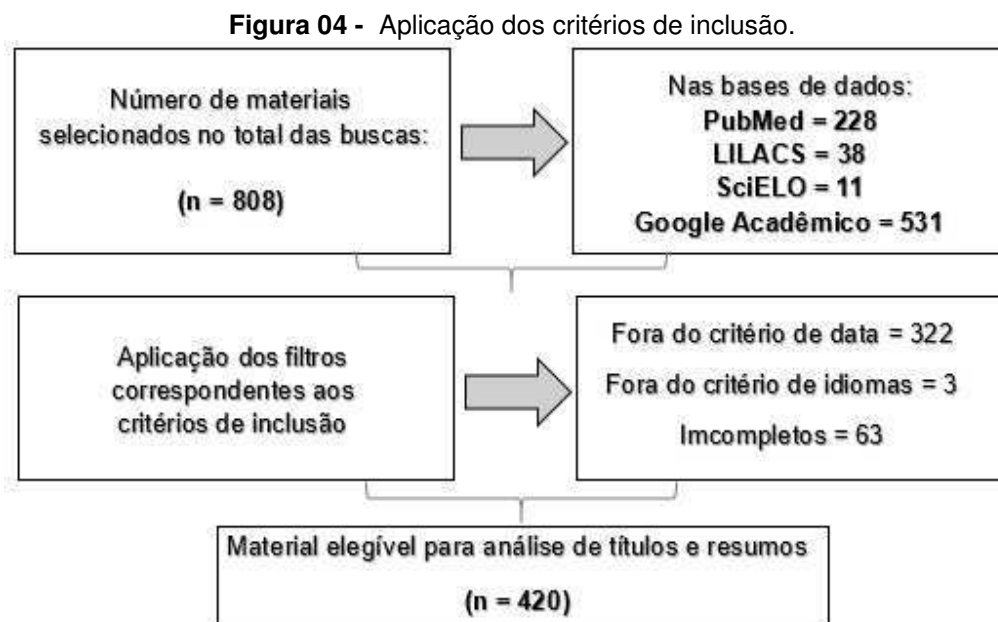 Figura 04 - Aplicação dos critérios de inclusão.
Número de materiais
selecionados no total das buscas:
(n = 808)
Nas bases de dados:
PubMed = 228
LILACS = 38
SciELO = 11
Google Acadêmico = 531
Aplicação dos filtros
correspondentes aos
critérios de inclusão
Fora do critério de data = 322
Fora do critério de idiomas = 3
Imcompletos = 63
Material elegível para análise de títulos e resumos
(n = 420)